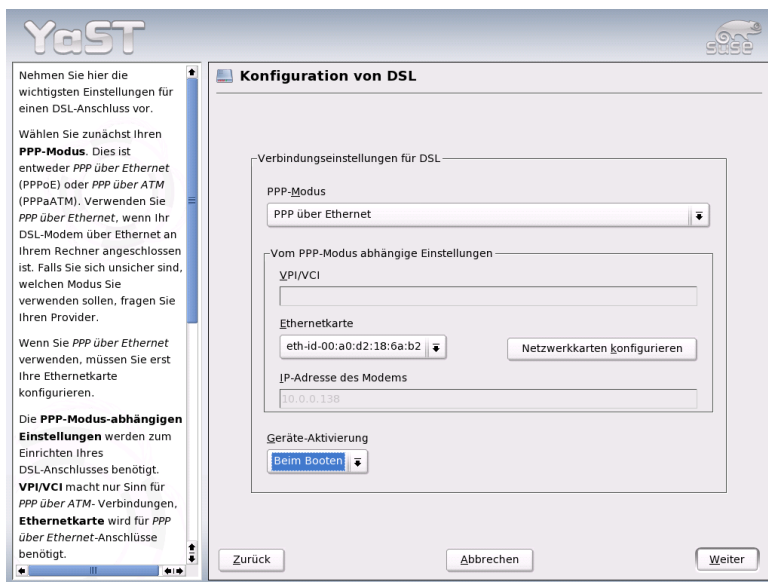 YaST
SUSE
Nehmen Sie hier die
wichtigsten Einstellungen für
einen DSL-Anschluss vor.
Wählen Sie zunächst Ihren
PPP-Modus. Dies ist
entweder PPP über Ethernet
(PPPoE) oder PPP über ATM
(PPPaATM). Verwenden Sie
PPP über Ethernet, wenn Ihr
DSL-Modem über Ethernet an
Ihrem Rechner angeschlossen
ist. Falls Sie sich unsicher sind,
welchen Modus Sie
verwenden sollen, fragen Sie
Ihren Provider.
Wenn Sie PPP über Ethernet
verwenden, müssen Sie erst
Ihre Ethernetkarte
konfigurieren.
Die PPP-Modus-abhängigen
Einstellungen werden zum
Einrichten Ihres
DSL-Anschlusses benötigt.
VPI/VCI macht nur Sinn für
PPP über ATM- Verbindungen,
Ethernetkarte wird für PPP
über Ethernet-Anschlüsse
benötigt.
Konfiguration von DSL
Verbindungseinstellungen für DSL
PPP-Modus
PPP über Ethernet
Vom PPP-Modus abhängige Einstellungen
VPI/VCI
Ethernetkarte
eth-id-00:a0:d2:18:6a:b2
Netzwerkkarten konfigurieren
IP-Adresse des Modems
10.0.0.138
Geräte-Aktivierung
Beim Booten
Zurück
Abbrechen
Weiter